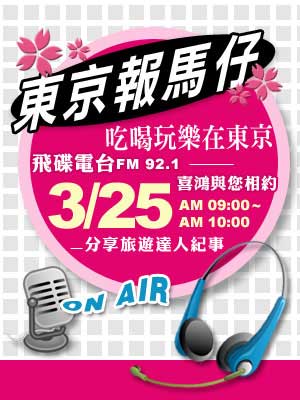 東京報馬仔
吃喝玩樂在東京
飛碟電台FM 92.1
3/25
喜鴻與您相約
AM 09:00~
AM 10:00
分享旅遊達人紀事
ON AIR